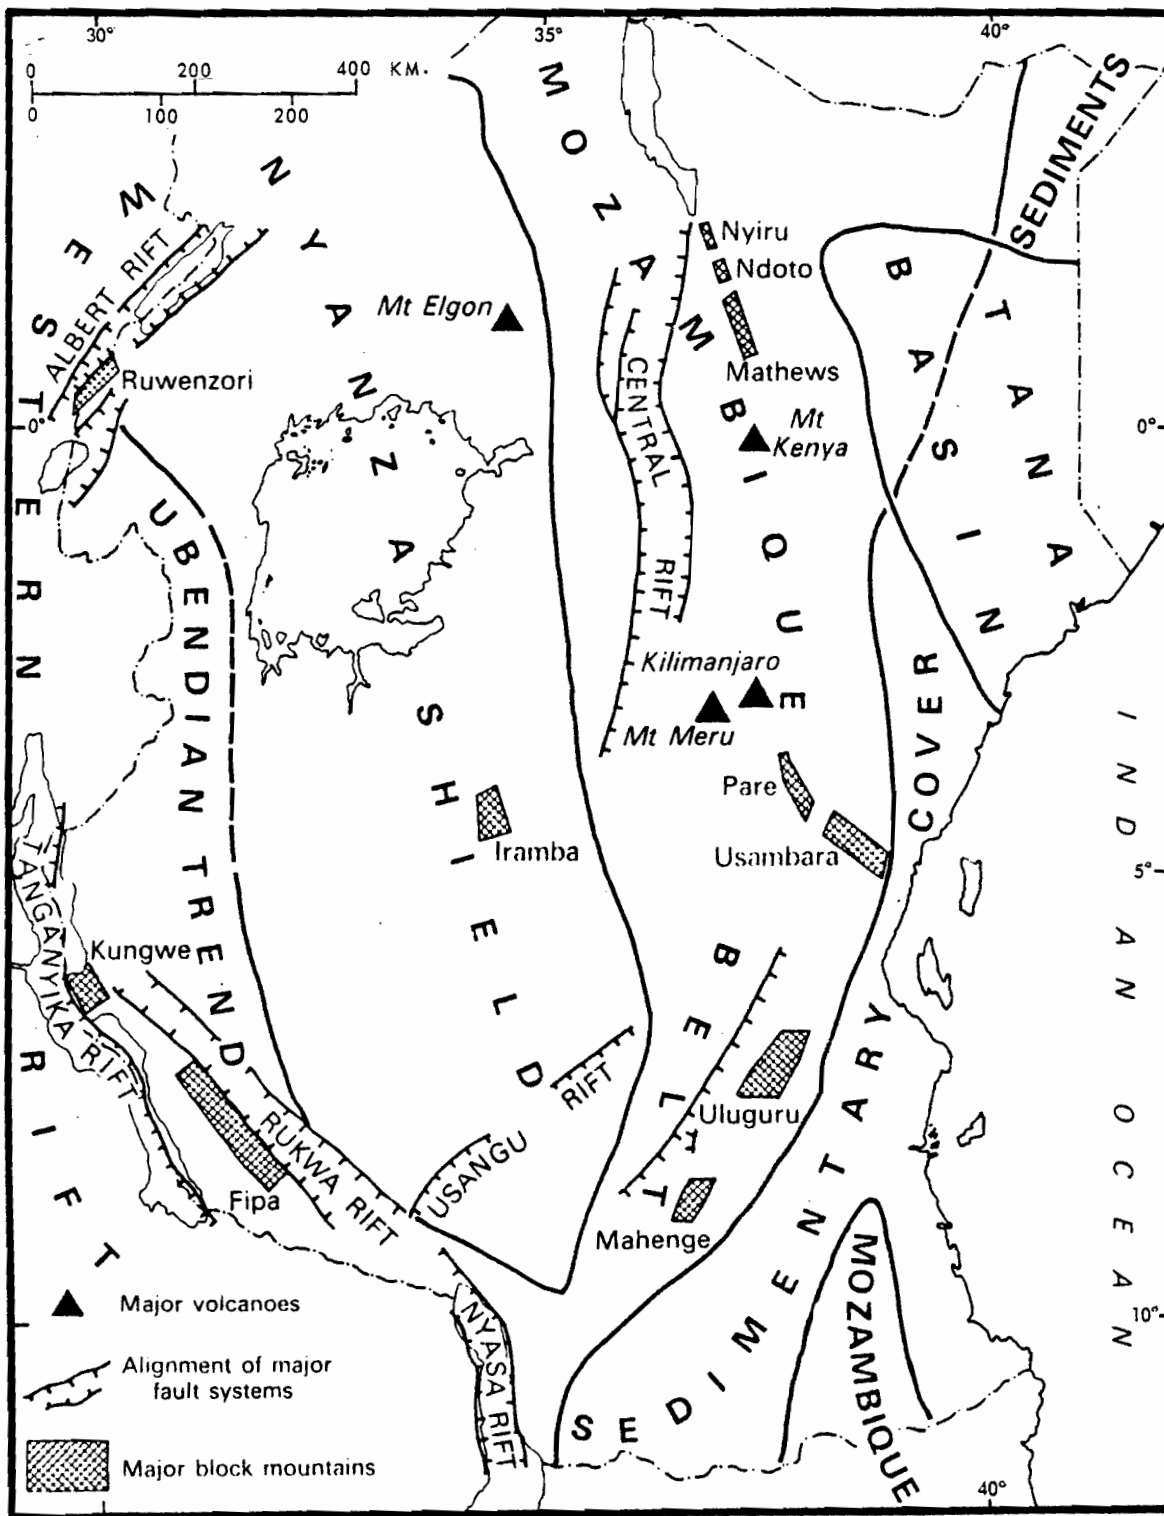 30°
35°
40°
0 200 400 KM.
0 100 200
WESTERN RIFT
NYANZA SHIELD
MOZAMBIQUE BELT
SEDIMENTS
BASIN
TANA
ALBERT RIFT
Ruwenzori
Mt Elgon
Nyiru
Ndoto
Mathews
Mt
Kenya
CENTRAL RIFT
0°
0°
UBENDIAN TREND
Kilimanjaro
Mt Meru
Pare
Usambara
Iramba
COVER
SEDIMENTARY
5°
INDIAN OCEAN
TANGANYIKA RIFT
Kungwe
Fipa
RUKWA RIFT
USANGU
RIFT
Uluguru
Mahenge
NYASA RIFT
MOZAMBIQUE
10°
40°
Major volcanoes
Alignment of major
fault systems
Major block mountains